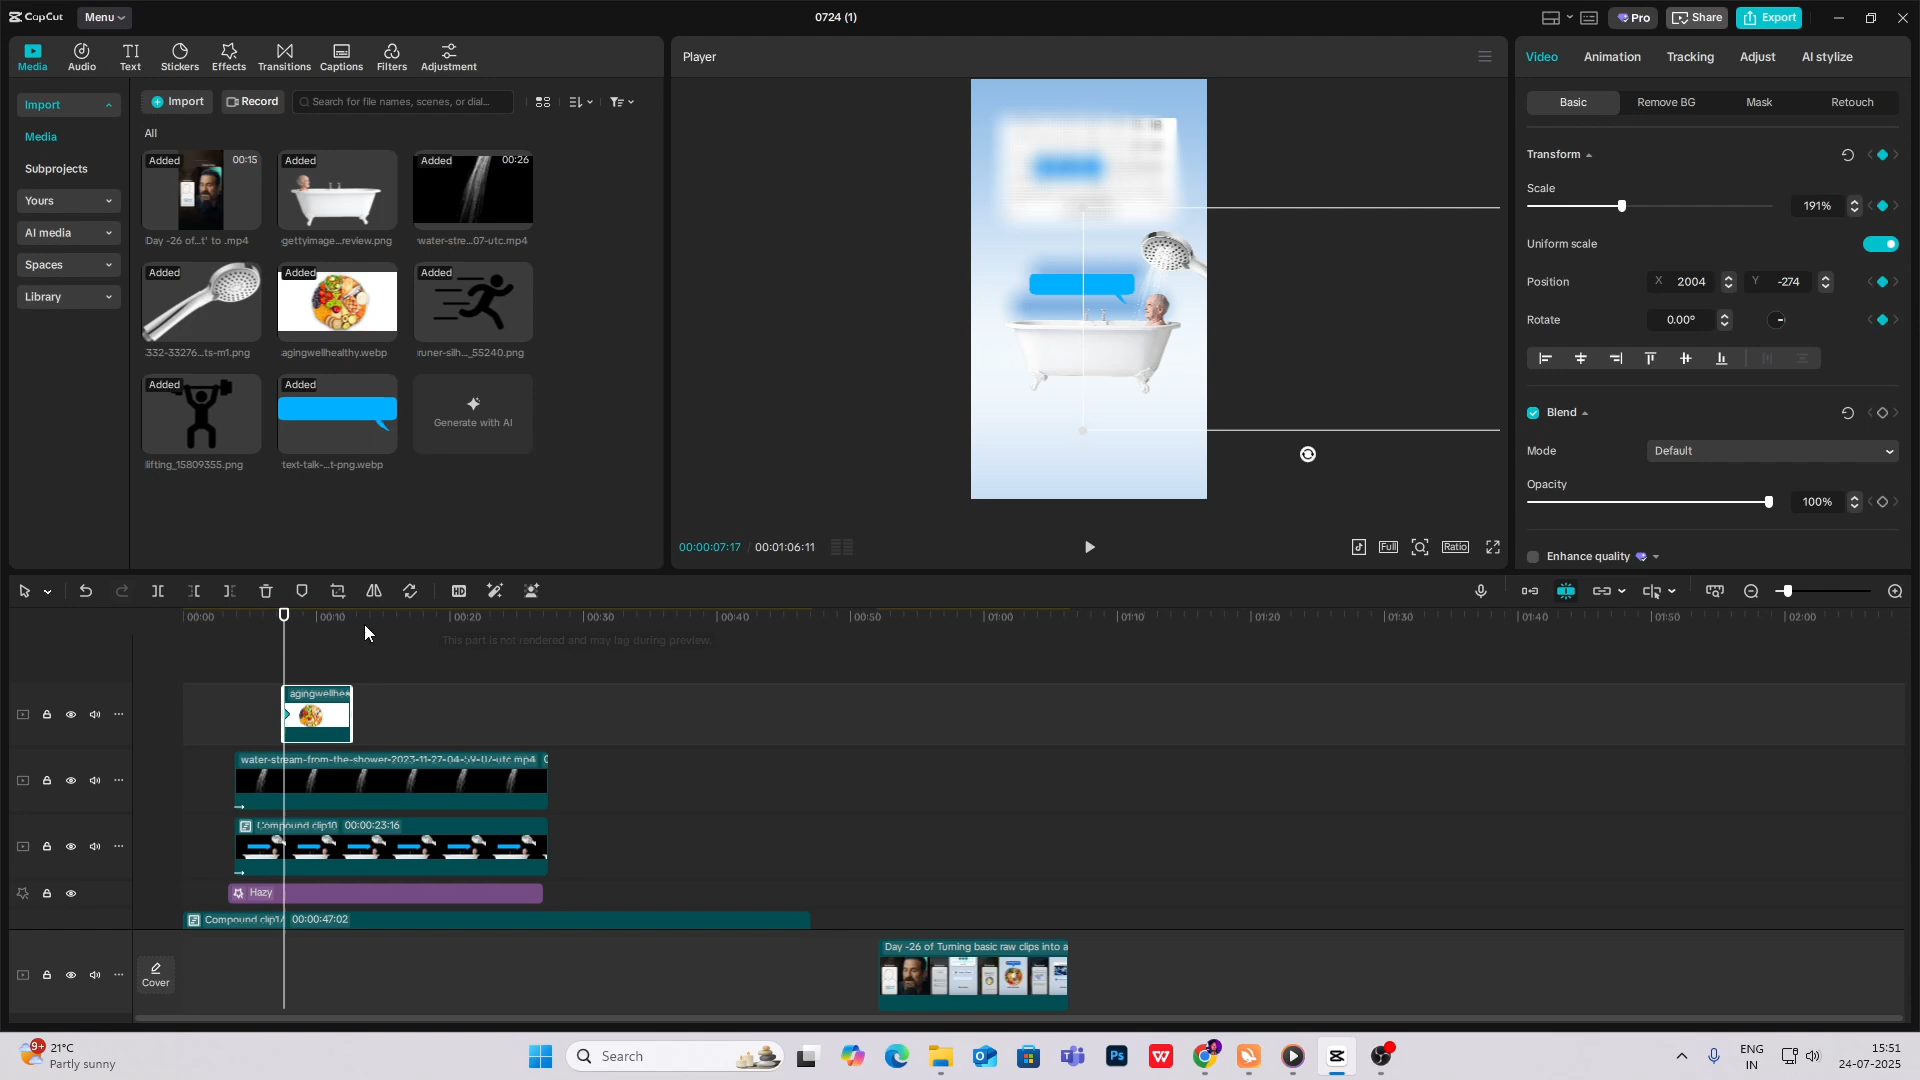 CapCut
Menu
0724 (1)
Pro
Share
Export
Media
Audio
Text
Stickers
Effects
Transitions
Captions
Filters
Adjustment
Player
Video
Animation
Tracking
Adjust
AI stylize
Import
Media
Subprojects
Yours
AI media
Spaces
Library
Import
Record
Search for file names, scenes, or dial...
All
Added
00:15
Added
Added
00:26
Day -26 of...t' to .mp4
gettyimage...review.png
water-stre...07-utc.mp4
Added
Added
Added
332-33276...ts-m1.png
agingwellhealthy.webp
runer-silh..._55240.png
Added
Added
Generate with AI
lifting_15809355.png
text-talk-...t-png.webp
00:00:07:17
00:01:06:11
Full
Ratio
Basic
Remove BG
Mask
Retouch
Transform
Scale
191%
Uniform scale
Position
X 2004
Y -274
Rotate
0.00°
Blend
Mode
Default
Opacity
100%
Enhance quality
HD
00:00
00:10
00:20
00:30
00:40
00:50
01:00
01:10
01:20
01:30
01:40
01:50
02:00
This part is not rendered and may lag during preview.
agingwellhea
water-stream-from-the-shower-2023-11-27-04-59-07-utc.mp4
Compound clip10 00:00:23:16
Hazy
Compound clip1 00:00:47:02
Cover
Day -26 of Turning basic raw clips into a
9+
21°C
Partly sunny
Search
Ps
W
ENG
IN
15:51
24-07-2025